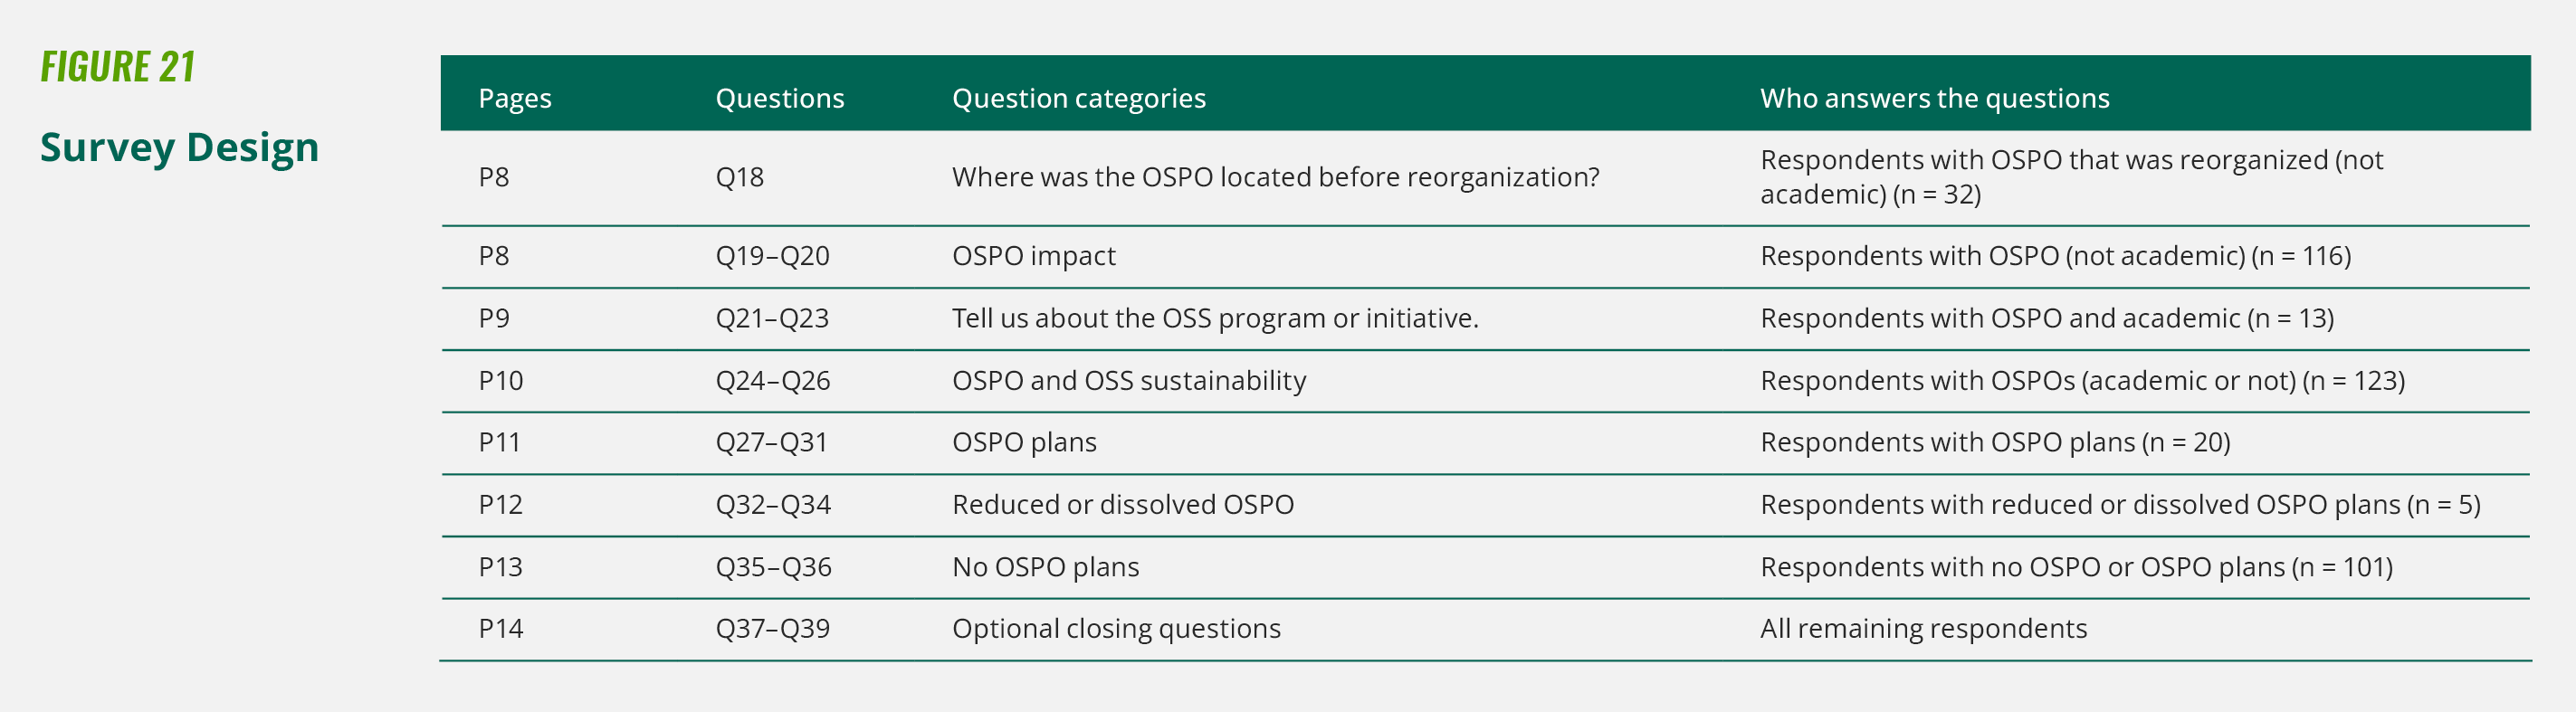 FIGURE 21
Survey Design
Pages Questions Question categories Who answers the questions
P8 Q18 Where was the OSPO located before reorganization? Respondents with OSPO that was reorganized (not
academic) (n = 32)
P8 Q19–Q20 OSPO impact Respondents with OSPO (not academic) (n = 116)
P9 Q21–Q23 Tell us about the OSS program or initiative. Respondents with OSPO and academic (n = 13)
P10 Q24–Q26 OSPO and OSS sustainability Respondents with OSPOs (academic or not) (n = 123)
P11 Q27–Q31 OSPO plans Respondents with OSPO plans (n = 20)
P12 Q32–Q34 Reduced or dissolved OSPO Respondents with reduced or dissolved OSPO plans (n = 5)
P13 Q35–Q36 No OSPO plans Respondents with no OSPO or OSPO plans (n = 101)
P14 Q37–Q39 Optional closing questions All remaining respondents